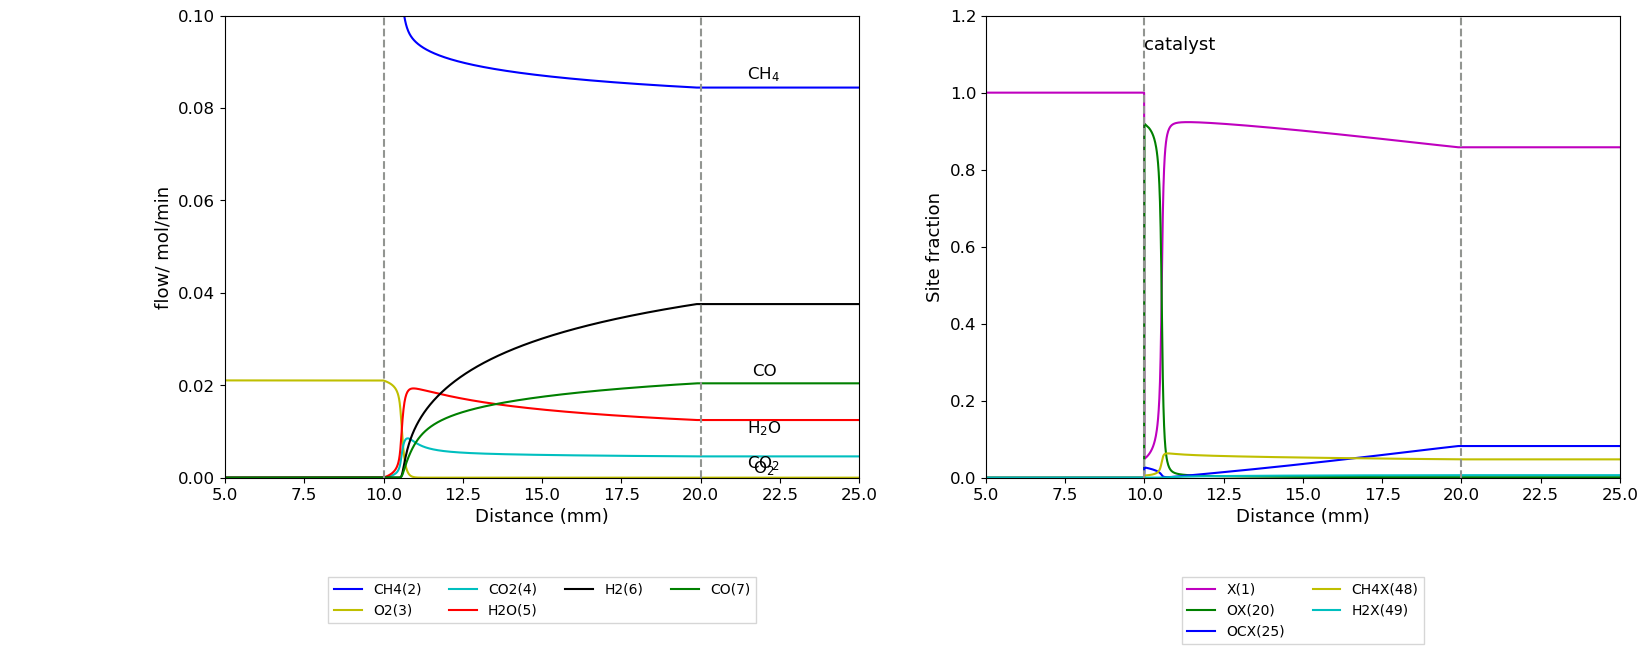 0.10
0.08
0.06
0.04
0.02
0.00
flow/ mol/min
CH₄
CO
H₂O
CO₂
O₂
5.0 7.5 10.0 12.5 15.0 17.5 20.0 22.5 25.0
Distance (mm)
CH4(2) CO2(4) H2(6) CO(7)
O2(3) H2O(5)
1.2
1.0
0.8
0.6
0.4
0.2
0.0
Site fraction
catalyst
5.0 7.5 10.0 12.5 15.0 17.5 20.0 22.5 25.0
Distance (mm)
X(1) CH4X(48)
OX(20) H2X(49)
OCX(25)